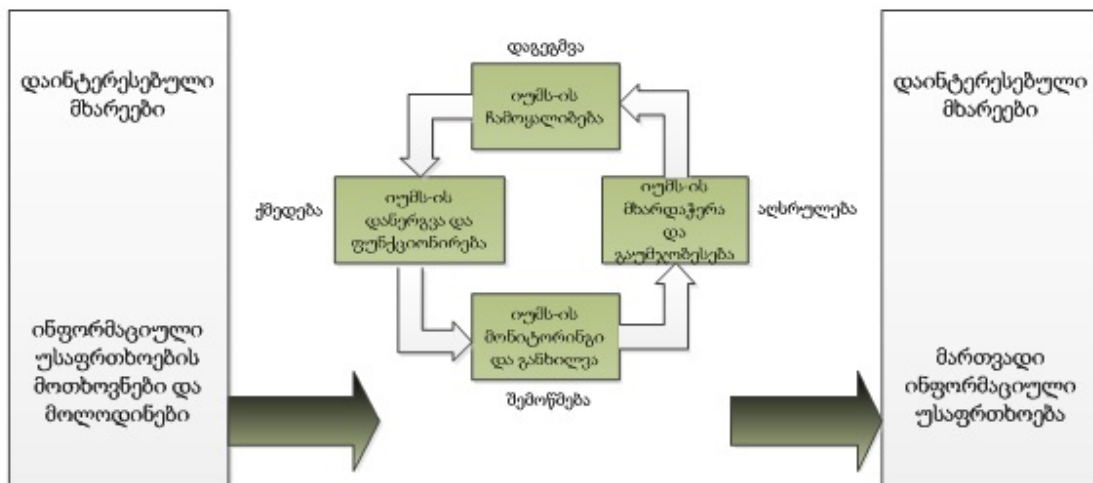 დაინტერესებული
მხარეები
ინფორმაციული
უსაფრთხოების
მოთხოვნები და
მოლოდინები
დაგეგმვა
იუმს-ის
ჩამოყალიბება
ქმედება
იუმს-ის
დანერგვა და
ფუნქციონირება
იუმს-ის
მხარდაჭერა
და
გაუმჯობესება
აღსრულება
იუმს-ის
მონიტორინგი
და განხილვა
შემოწმება
დაინტერესებული
მხარეები
მართვადი
ინფორმაციული
უსაფრთხოება